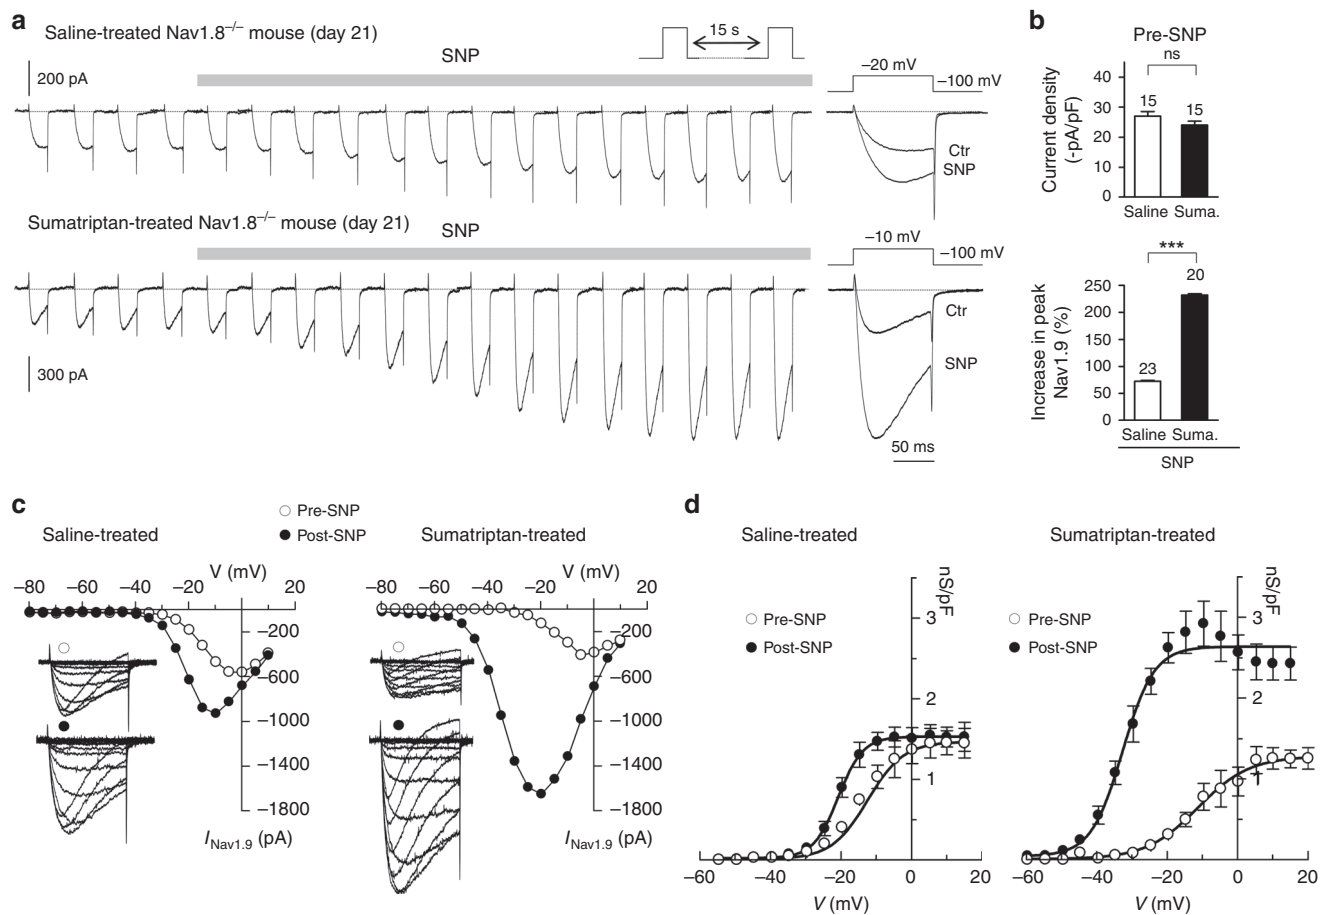 a
Saline-treated Nav1.8–/– mouse (day 21)
15 s
SNP
200 pA
–20 mV
–100 mV
Ctr
SNP
Sumatriptan-treated Nav1.8–/– mouse (day 21)
SNP
–10 mV
–100 mV
Ctr
300 pA
SNP
50 ms
b
Pre-SNP
ns
Current density
(-pA/pF)
40
30
20
10
0
15
15
Saline
Suma.
***
Increase in peak
Nav1.9 (%)
250
200
150
100
50
0
23
20
Saline
Suma.
SNP
c
Pre-SNP
Post-SNP
Saline-treated
V (mV)
–80
–60
–40
–20
20
–200
–600
–1000
–1400
–1800
INav1.9 (pA)
Sumatriptan-treated
V (mV)
–80
–60
–40
–20
0
20
–200
–600
–1000
–1400
–1800
INav1.9 (pA)
d
Saline-treated
nS/pF
Pre-SNP
Post-SNP
3
2
1
–60
–40
–20
0
20
V (mV)
Sumatriptan-treated
nS/pF
Pre-SNP
Post-SNP
3
2
1
–60
–40
–20
0
20
V (mV)